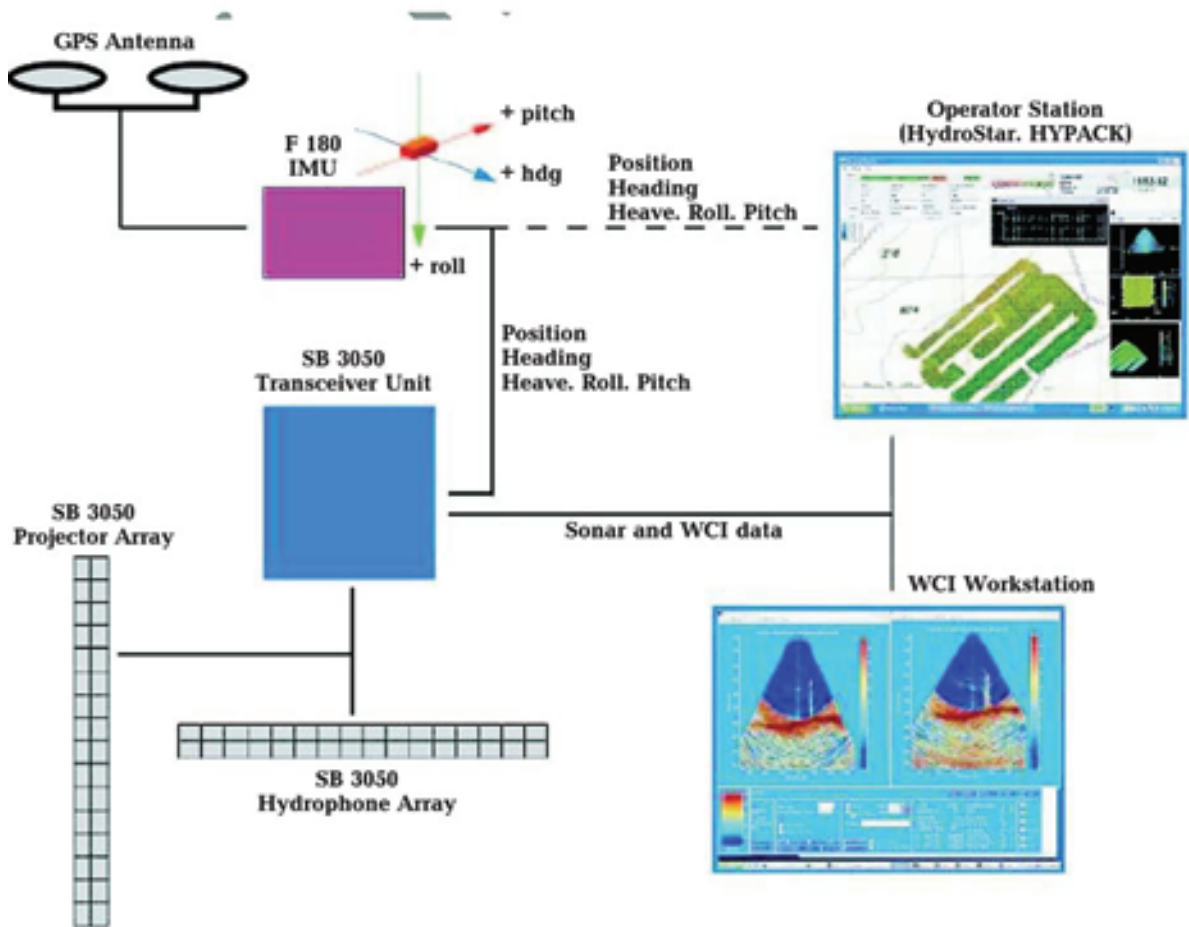 GPS Antenna
F 180
IMU
+ pitch
+ hdg
+ roll
Position
Heading
Heave. Roll. Pitch
Operator Station
(HydroStar. HYPACK)
Position
Heading
Heave. Roll. Pitch
SB 3050
Transceiver Unit
SB 3050
Projector Array
Sonar and WCI data
WCI Workstation
SB 3050
Hydrophone Array